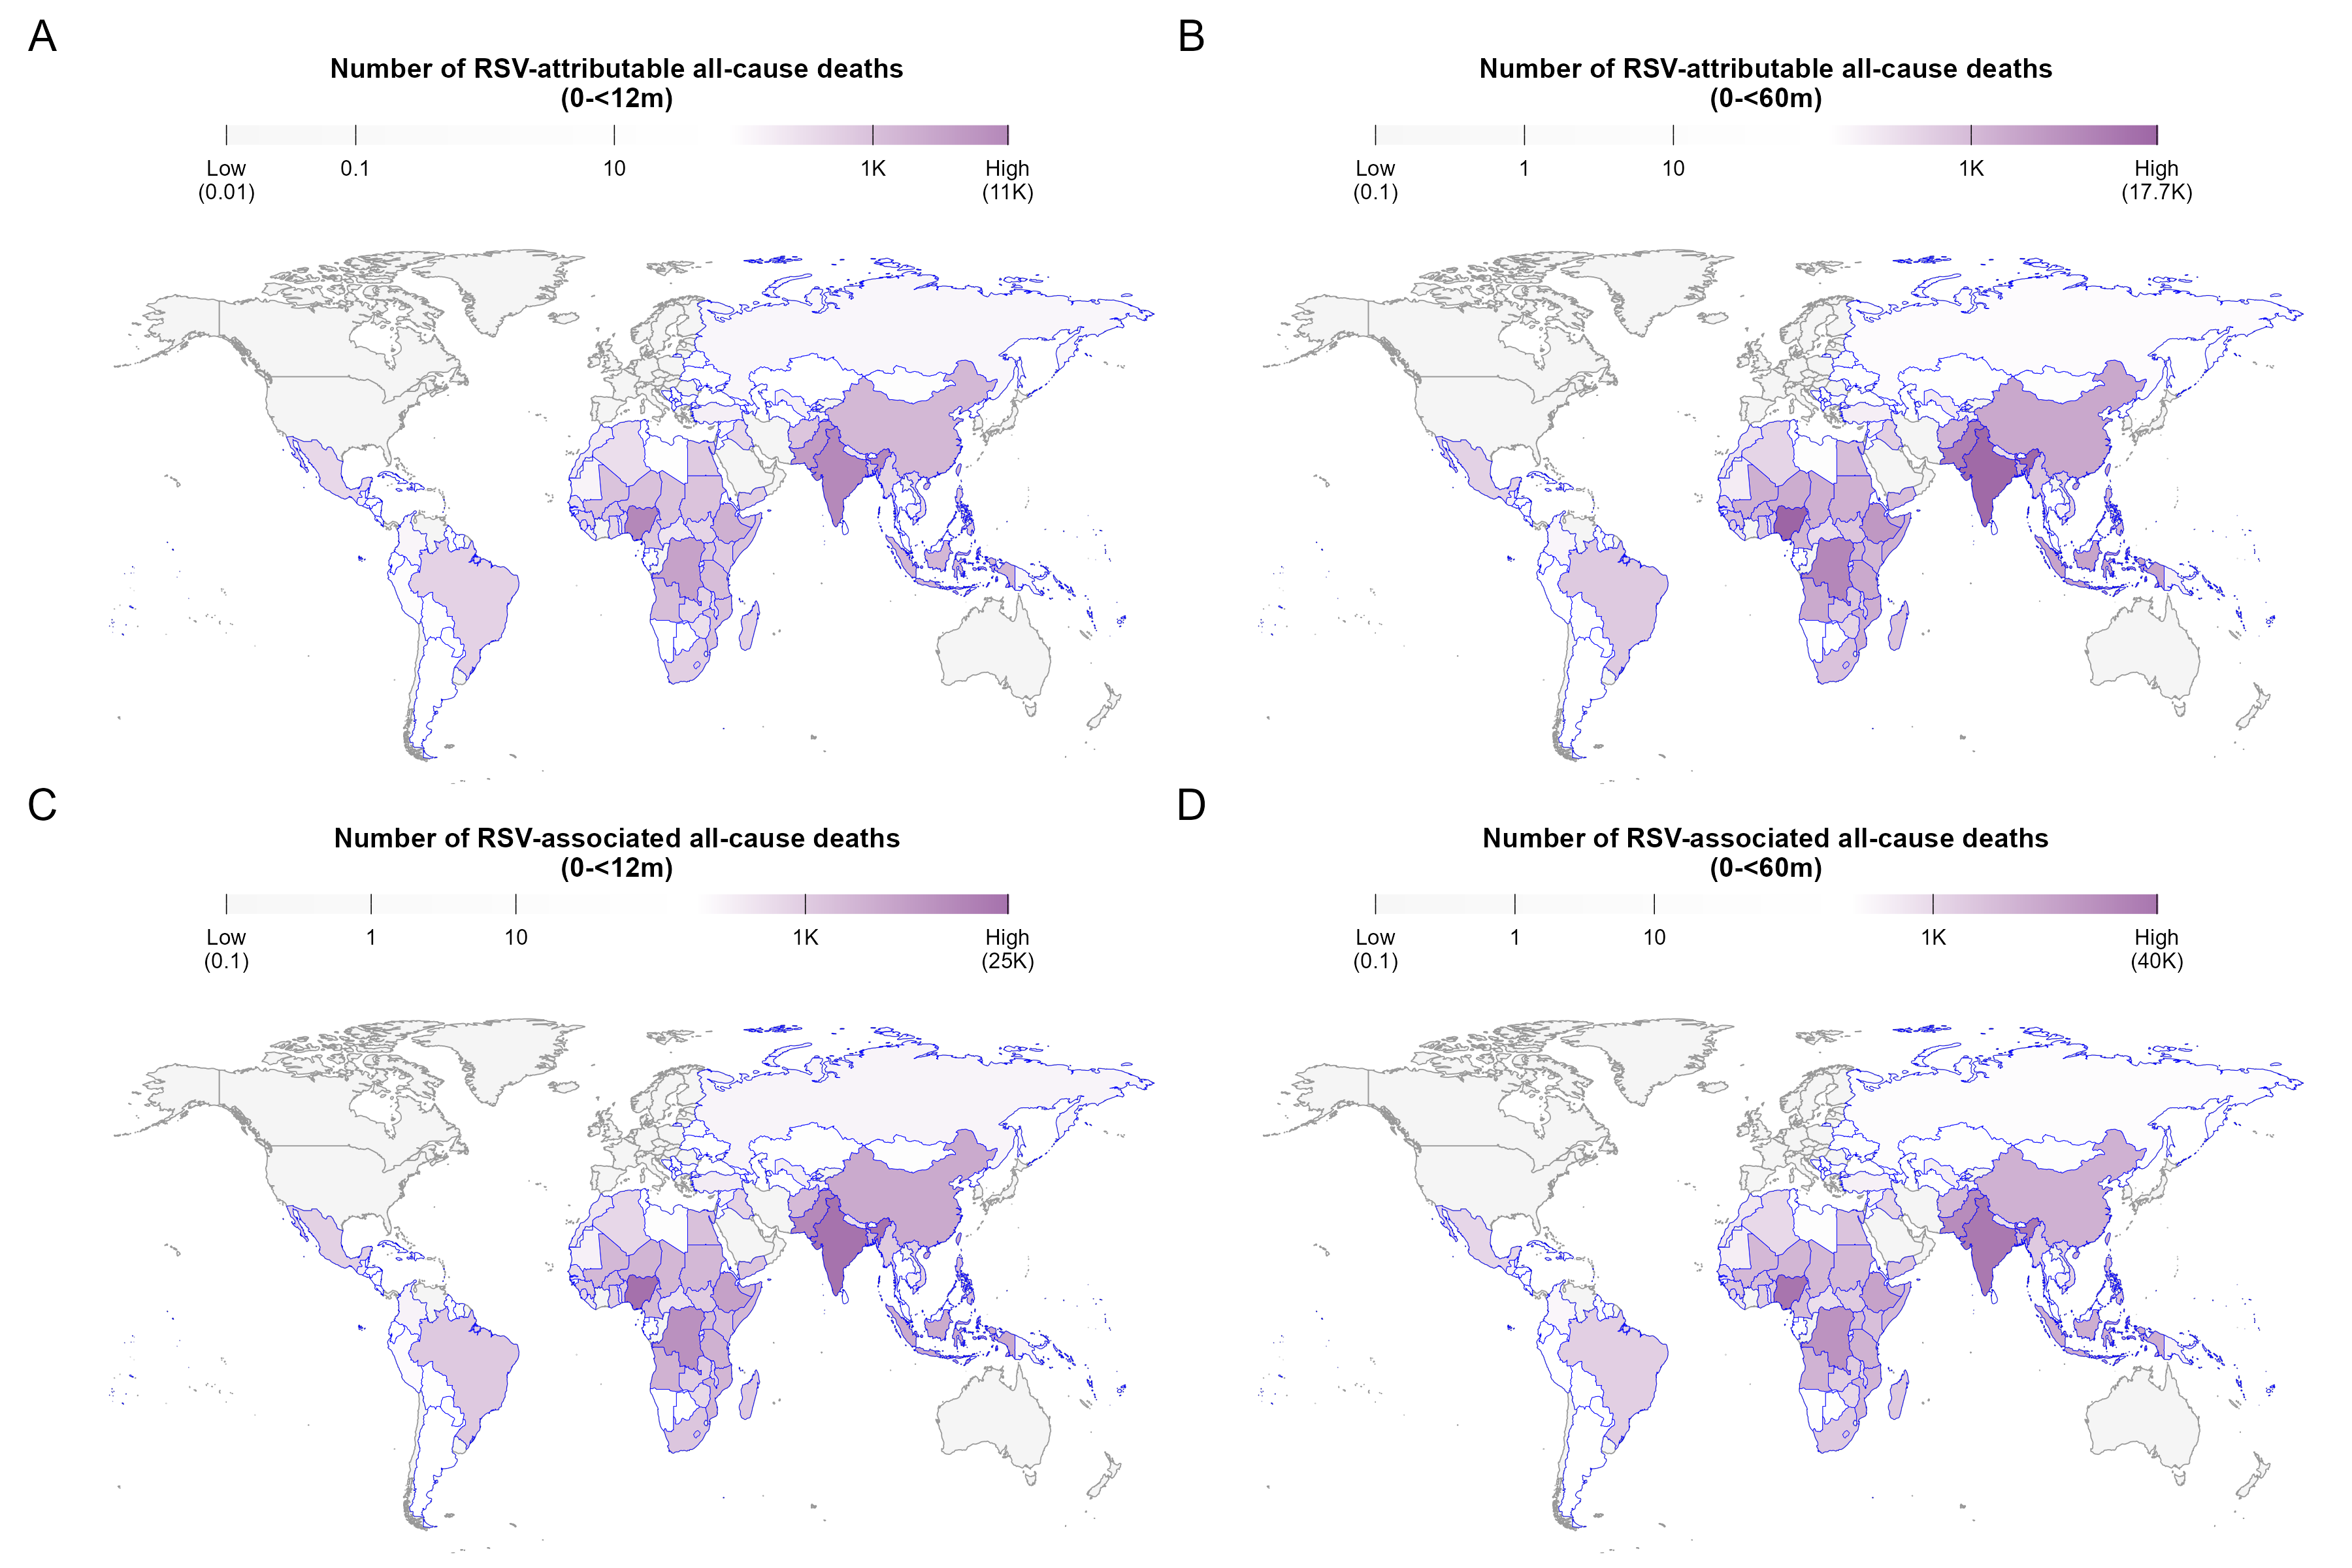 A
Number of RSV-attributable all-cause deaths
(0-<12m)
Low 0.1 10 1K High
(0.01) (11K)
B
Number of RSV-attributable all-cause deaths
(0-<60m)
Low 1 10 1K High
(0.1) (17.7K)
C
Number of RSV-associated all-cause deaths
(0-<12m)
Low 1 10 1K High
(0.1) (25K)
D
Number of RSV-associated all-cause deaths
(0-<60m)
Low 1 10 1K High
(0.1) (40K)